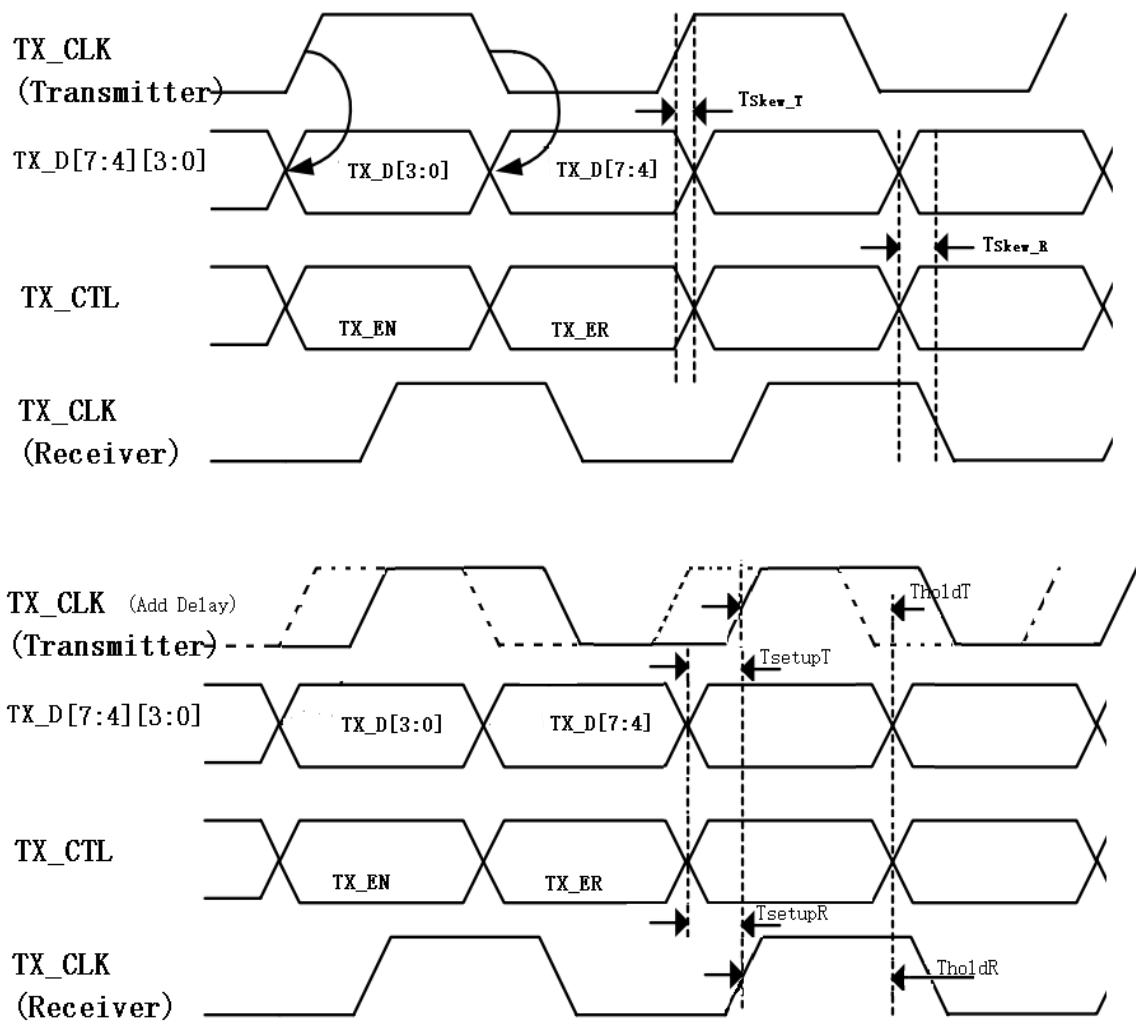 TX_CLK
(Transmitter)
TSkew_T
TX_D[7:4][3:0]
TX_D[3:0]
TX_D[7:4]
TSkew_R
TX_CTL
TX_EN
TX_ER
TX_CLK
(Receiver)
TX_CLK (Add Delay)
(Transmitter)
TholdT
TsetupT
TX_D[7:4][3:0]
TX_D[3:0]
TX_D[7:4]
TX_CTL
TX_EN
TX_ER
TsetupR
TX_CLK
(Receiver)
TholdR